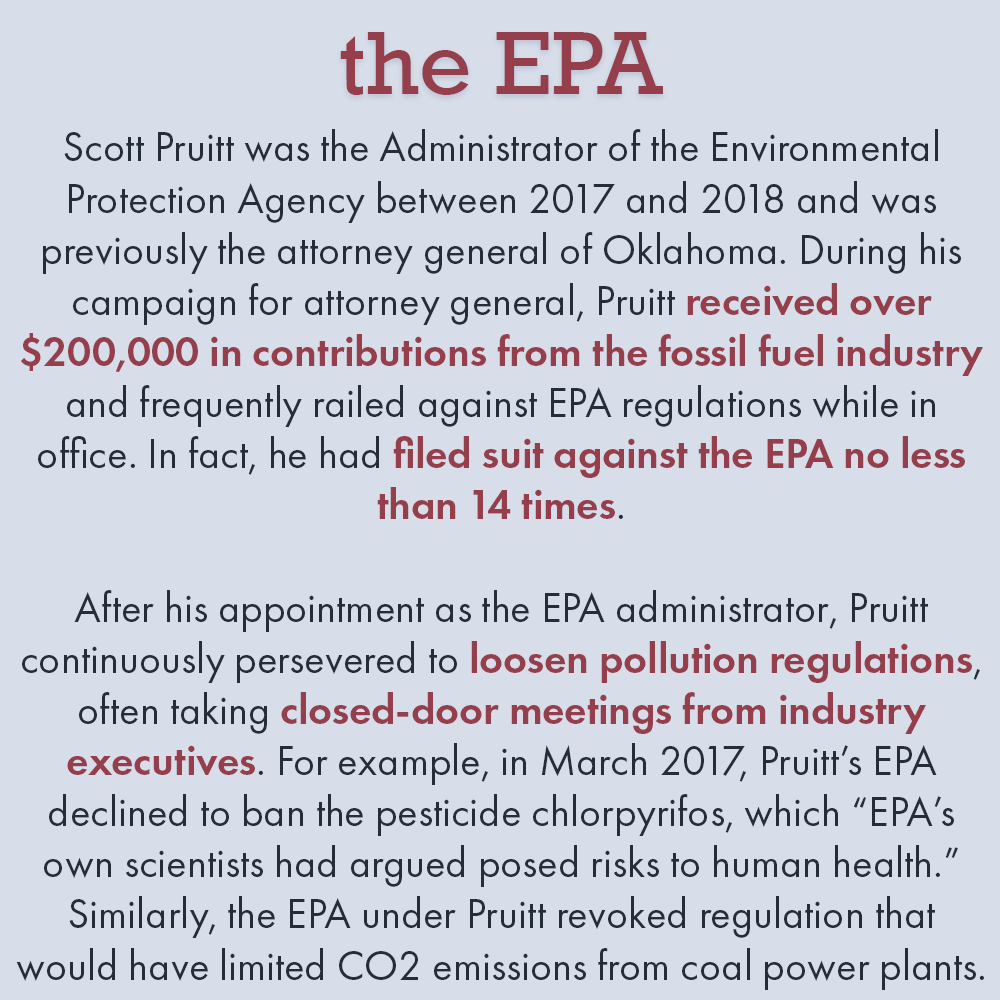 the EPA
Scott Pruitt was the Administrator of the Environmental
Protection Agency between 2017 and 2018 and was
previously the attorney general of Oklahoma. During his
campaign for attorney general, Pruitt received over
$200,000 in contributions from the fossil fuel industry
and frequently railed against EPA regulations while in
office. In fact, he had filed suit against the EPA no less
than 14 times.
After his appointment as the EPA administrator, Pruitt
continuously persevered to loosen pollution regulations,
often taking closed-door meetings from industry
executives. For example, in March 2017, Pruitt’s EPA
declined to ban the pesticide chlorpyrifos, which “EPA’s
own scientists had argued posed risks to human health.”
Similarly, the EPA under Pruitt revoked regulation that
would have limited CO2 emissions from coal power plants.